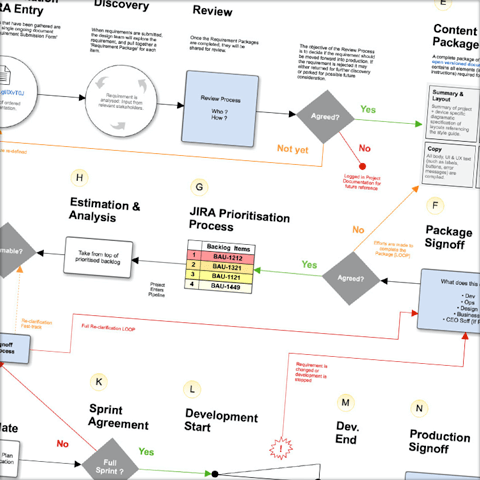 RA Entry
that have been gathered are
single ongoing document
Requirement Submission Form'
of ordered
Discovery
When requirements are submitted,
the design team will explore the
requirement, and put together a
'Requirement Package' for each
item.
Requirement is
analysed. Input from
relevant stakeholders.
Review
Once the Requirement Packages
are completed, they will be
shared for review.
Review Process
Who ?
How ?
The objective of the Review Process
is to decide if the requirement should
be moved forward into production. If
the requirement is rejected it may
either returned for further discovery
or parked for possible future
consideration.
Agreed?
Yes
Not yet
No
Logged in Project
Documentation for
future reference
E
Content
Package
A complete package of
contains all elements
instructions) required for
Summary &
Layout
Summary of project
+ device specific
diagramatic
specification of
layouts referencing
the style guide.
Copy
All body, UI & UX text
(such as labels,
buttons, error
messages) are
compiled.
H
Estimation &
Analysis
Take from top of
prioritised backlog
G
JIRA Prioritisation
Process
Backlog Items
1 BAU-1212
2 BAU-1321
3 BAU-1121
4 BAU-1449
Project
Enters
Pipeline
Yes
Agreed?
No
Efforts are made to
complete the
Package (LOOP)
F
Package
Signoff
What does this
• Dev
• Ops
• Design
• Business
• CEO Soff (if
Re-clarification
Fast track
Full Re-clarification LOOP
Requirement is
changed or
development is
stopped
!
K
Sprint
Agreement
No
Full
Sprint ?
Yes
Plan
L
Development
Start
M
Dev.
End
N
Production
Signoff